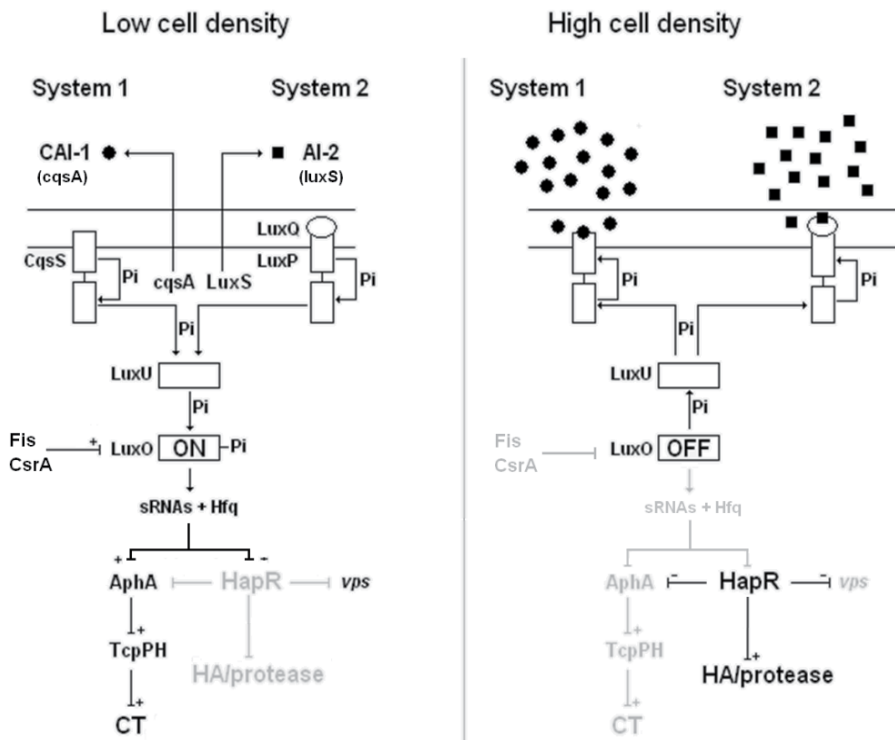 Low cell density
System 1
System 2
CAI-1
(cqsA)
AI-2
(luxS)
LuxQ
CqsS
LuxP
Pi
cqsA
LuxS
Pi
Pi
LuxU
Pi
Fis
CsrA
+
LuxO
ON
Pi
sRNAs + Hfq
+
-
AphA
HapR
vps
+
TcpPH
HA/protease
+
CT
High cell density
System 1
System 2
Pi
Pi
Pi
LuxU
Pi
Fis
CsrA
LuxO
OFF
sRNAs + Hfq
AphA
-
HapR
-
vps
+
TcpPH
+
HA/protease
+
CT